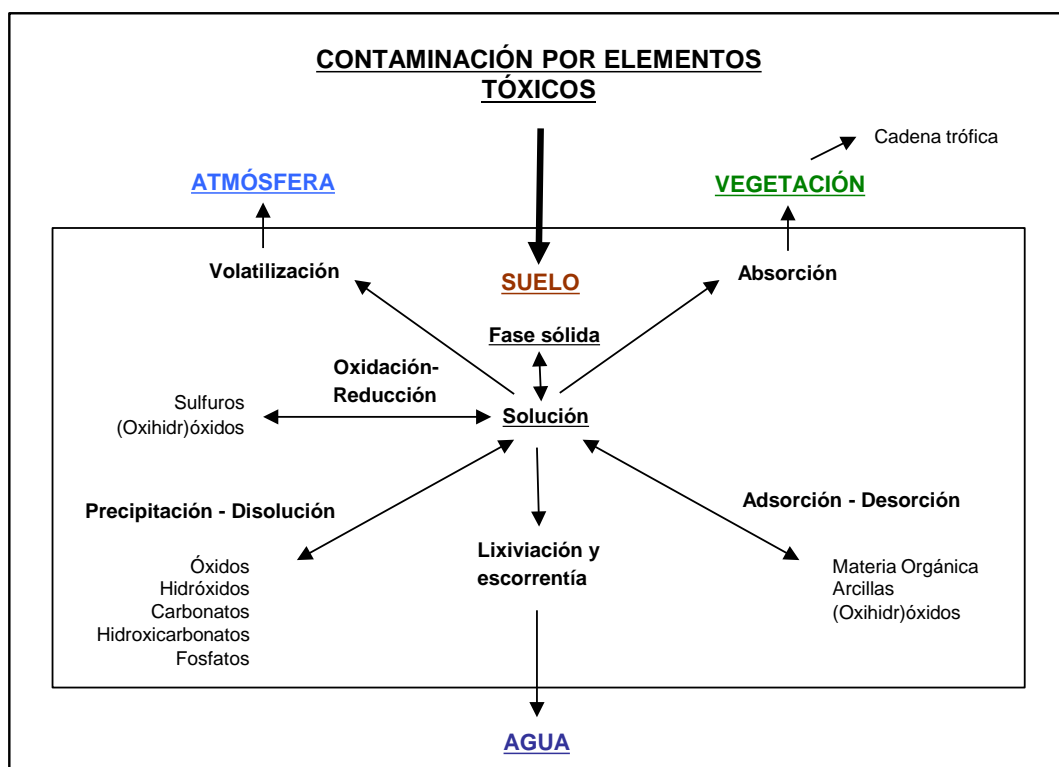 CONTAMINACIÓN POR ELEMENTOS
TÓXICOS
Cadena trófica
ATMÓSFERA
VEGETACIÓN
Volatilización
SUELO
Absorción
Fase sólida
Oxidación-
Reducción
Sulfuros
(Oxihidr)óxidos
Solución
Precipitación - Disolución
Adsorción - Desorción
Lixiviación y
escorrentía
Óxidos
Hidróxidos
Carbonatos
Hidroxicarbonatos
Fosfatos
Materia Orgánica
Arcillas
(Oxihidr)óxidos
AGUA